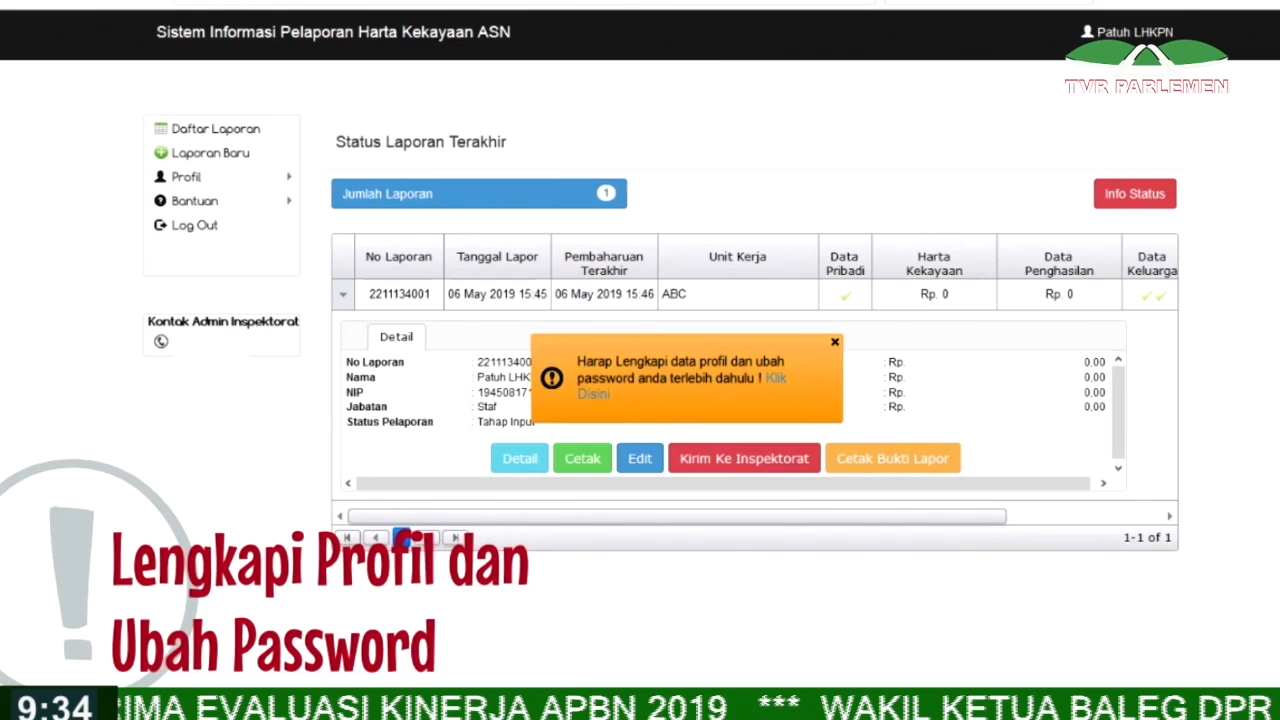 Sistem Informasi Pelaporan Harta Kekayaan ASN
Patuh LHKPN
TVR PARLEMEN
Daftar Laporan
Laporan Baru
Profil
Bantuan
Log Out
Kontak Admin Inspektorat
Status Laporan Terakhir
Jumlah Laporan 1
Info Status
No Laporan Tanggal Lapor Pembaharuan Terakhir Unit Kerja Data Pribadi Harta Kekayaan Data Penghasilan Data Keluarga
2211134001 06 May 2019 15:45 06 May 2019 15:46 ABC Rp. 0 Rp. 0
Detail
No Laporan : 221113400 : Rp. 0,00
Nama : Patuh LHK : Rp. 0,00
NIP : 194508171 : Rp. 0,00
Jabatan : Staf : Rp. 0,00
Status Pelaporan : Tahap Input
Harap Lengkapi data profil dan ubah
password anda terlebih dahulu ! Klik
Disini
Detail Cetak Edit Kirim Ke Inspektorat Cetak Bukti Lapor
1-1 of 1
Lengkapi Profil dan
Ubah Password
9:34 RIMA EVALUASI KINERJA APBN 2019 *** WAKIL KETUA BALEG DPR